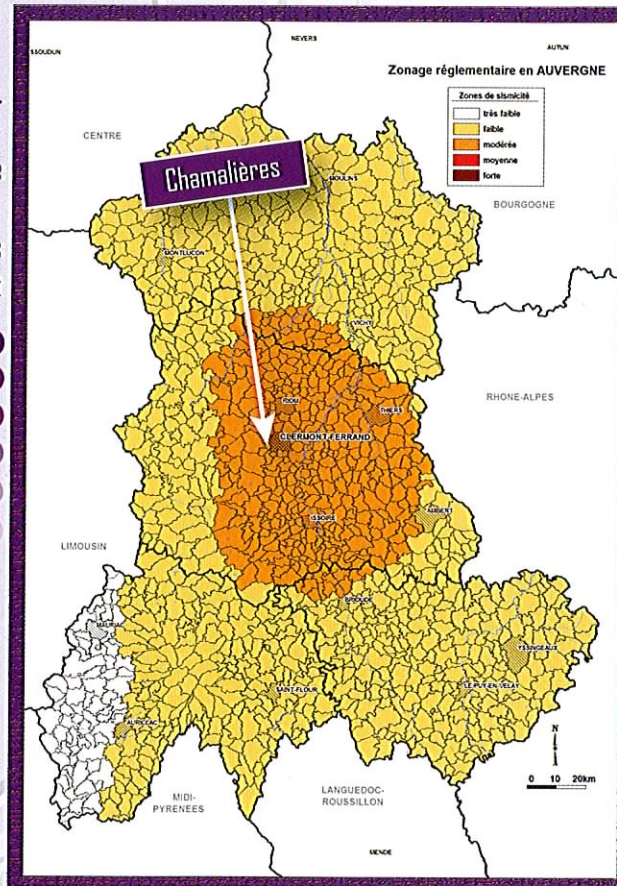 NEVERS
SSOUDUN
AUTUN
Zonage réglementaire en AUVERGNE
Zones de sismicité
très faible
faible
modérée
moyenne
forte
CENTRE
Chamalières
MOULINS
BOURGOGNE
MONTLUCON
VICHY
RHONE-ALPES
RIOM
THIERS
CLERMONT-FERRAND
AMBERT
ISSOIRE
LIMOUSIN
BRIOUDE
MAURIAC
YSSINGEAUX
SAINT-FLOUR
LE-PUY-EN-VELAY
AURILLAC
N
0 10 20km
MIDI-
PYRENEES
LANGUEDOC-
ROUSSILLON
MENDE